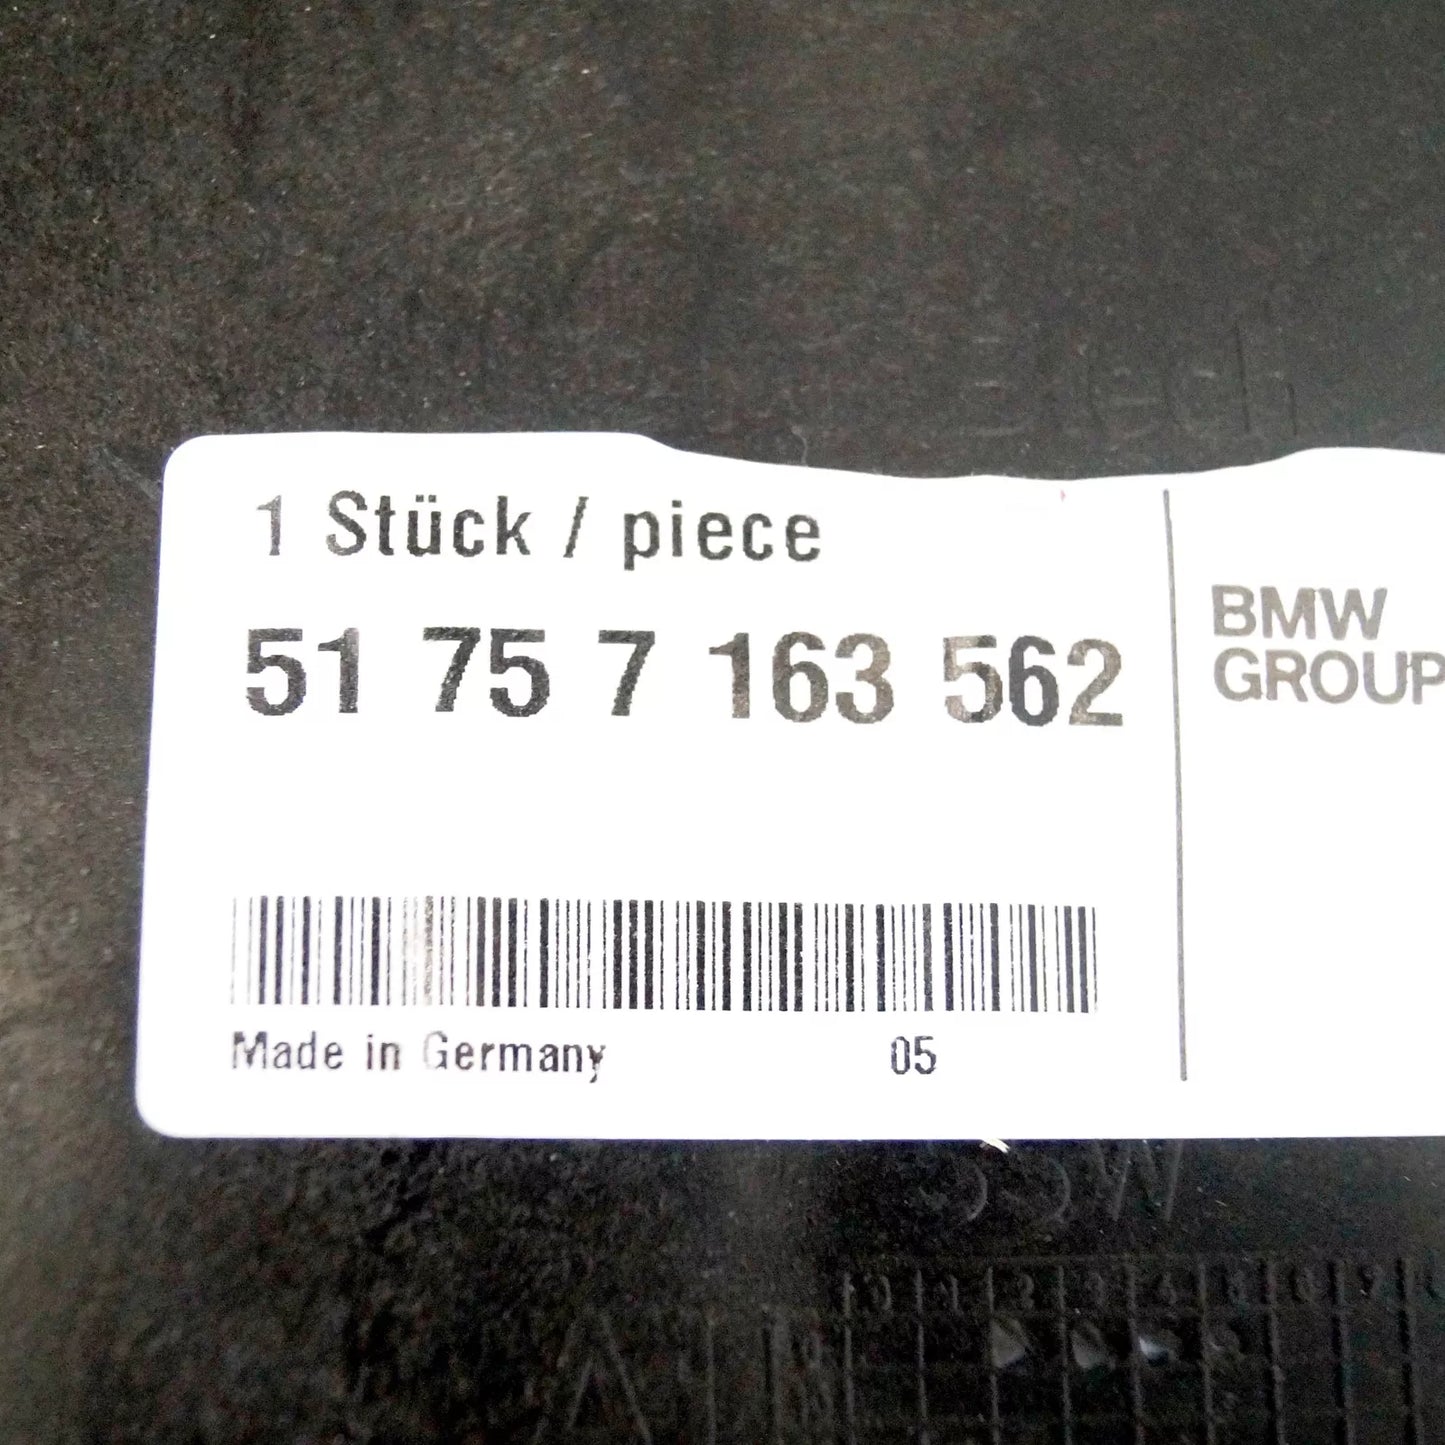 1 Stück / piece
51 75 7 163 562
BMW
GROUP
Made in Germany 05